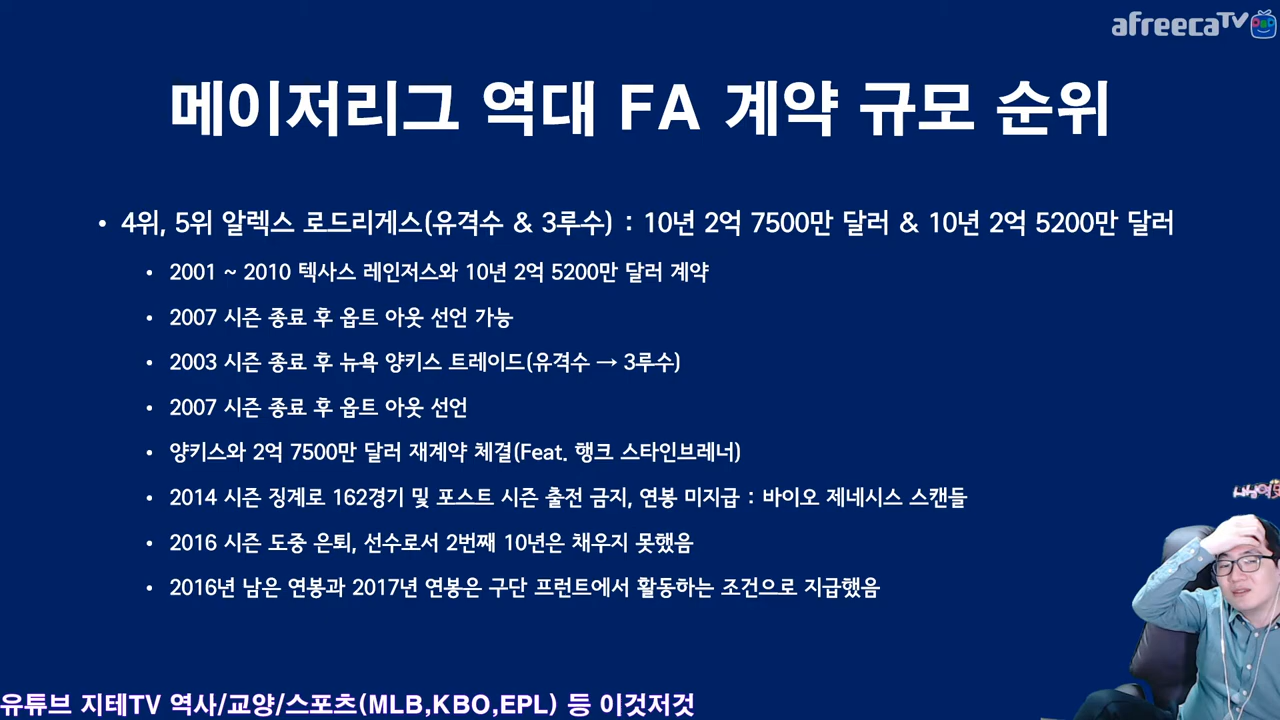 afreecaTV
메이저리그 역대 FA 계약 규모 순위
• 4위, 5위 알렉스 로드리게스(유격수 & 3루수) : 10년 2억 7500만 달러 & 10년 2억 5200만 달러
• 2001 ~ 2010 텍사스 레인저스와 10년 2억 5200만 달러 계약
• 2007 시즌 종료 후 옵트 아웃 선언 가능
• 2003 시즌 종료 후 뉴욕 양키스 트레이드(유격수 → 3루수)
• 2007 시즌 종료 후 옵트 아웃 선언
• 양키스와 2억 7500만 달러 재계약 체결(Feat. 행크 스타인브레너)
• 2014 시즌 징계로 162경기 및 포스트 시즌 출전 금지, 연봉 미지급 : 바이오 제네시스 스캔들
• 2016 시즌 도중 은퇴, 선수로서 2번째 10년은 채우지 못했음
• 2016년 남은 연봉과 2017년 연봉은 구단 프런트에서 활동하는 조건으로 지급했음
유튜브 지테TV 역사/교양/스포츠(MLB,KBO,EPL) 등 이것저것